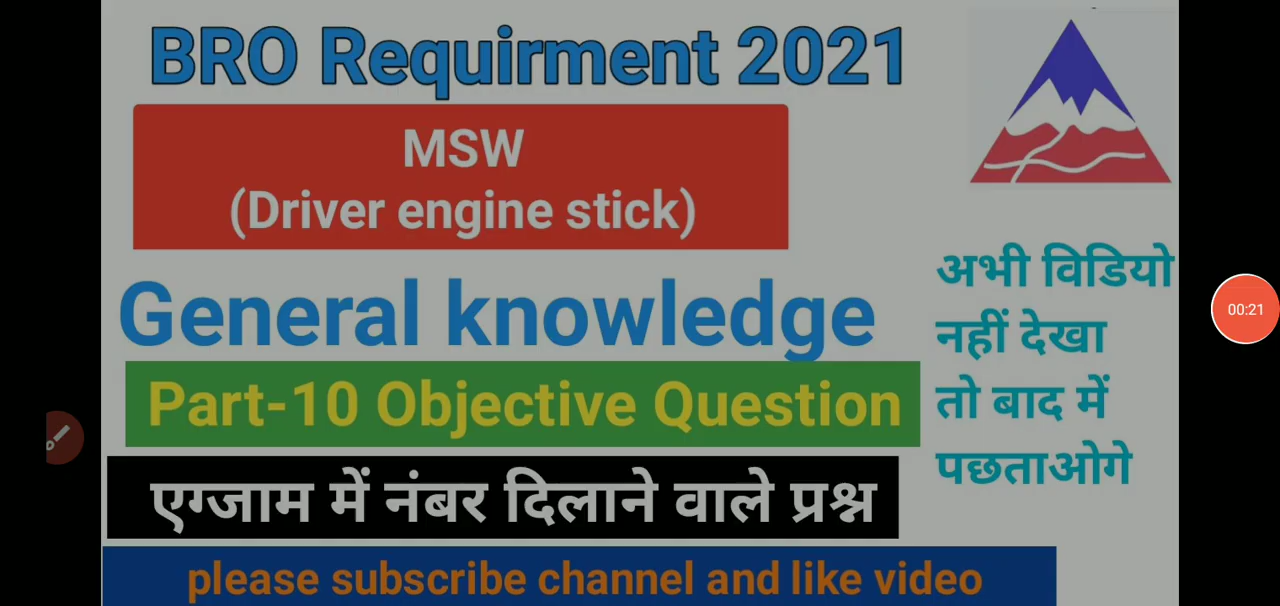 BRO Requirment 2021
MSW
(Driver engine stick)
General knowledge
Part-10 Objective Question
एग्जाम में नंबर दिलाने वाले प्रश्न
please subscribe channel and like video
अभी विडियो
नहीं देखा
तो बाद में
पछताओगे
00:21